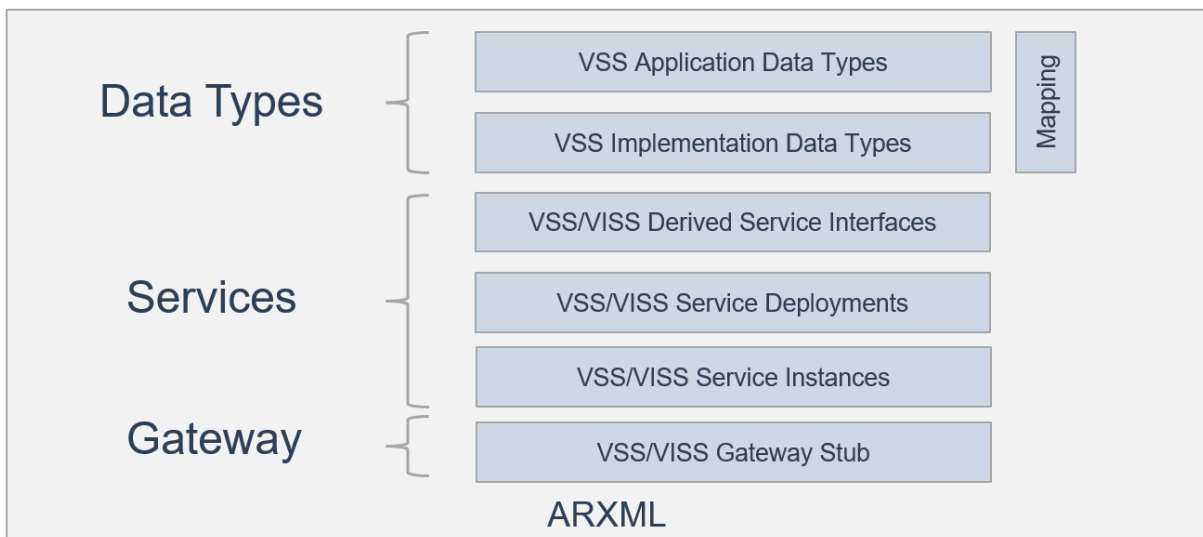 Data Types
VSS Application Data Types
VSS Implementation Data Types
Mapping
Services
VSS/VISS Derived Service Interfaces
VSS/VISS Service Deployments
VSS/VISS Service Instances
Gateway
VSS/VISS Gateway Stub
ARXML